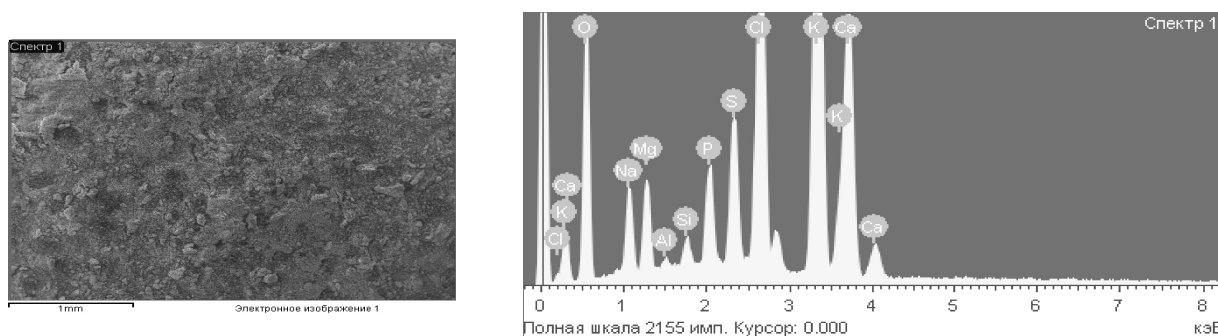 Спектр 1
1mm
Электронное изображение 1
Спектр 1
O
Cl
K
Ca
S
K
Mg
P
Na
Ca
K
Si
Cl
Al
Ca
0 1 2 3 4 5 6 7 8
Полная шкала 2155 имп. Курсор: 0.000
кэВ